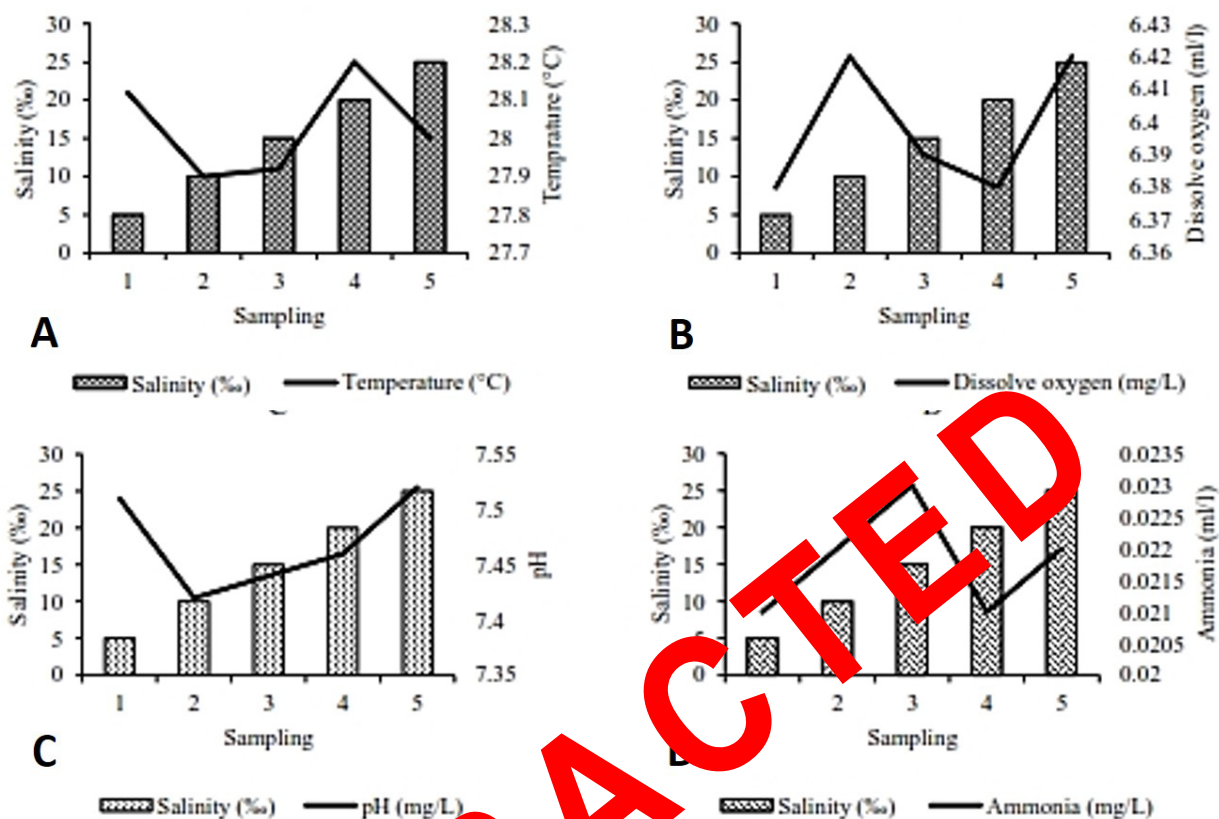 30 25 20 15 10 5 0
Salinity (‰)
28.3 28.2 28.1 28 27.9 27.8 27.7
Temprature (°C)
1 2 3 4 5
Sampling
A
Salinity (‰) Temperature (°C)
30 25 20 15 10 5 0
Salinity (‰)
6.43 6.42 6.41 6.4 6.39 6.38 6.37 6.36
Dissolve oxygen (ml/l)
1 2 3 4 5
Sampling
B
Salinity (‰) Dissolve oxygen (mg/L)
30 25 20 15 10 5 0
Salinity (‰)
7.55 7.5 7.45 7.4 7.35
pH
1 2 3 4 5
Sampling
C
Salinity (‰) pH (mg/L)
30 25 20 15 10 5 0
Salinity (‰)
0.0235 0.023 0.0225 0.022 0.0215 0.021 0.0205 0.02
Ammonia (ml/l)
2 3 4 5
Sampling
Salinity (‰) Ammonia (mg/L)
ACTED